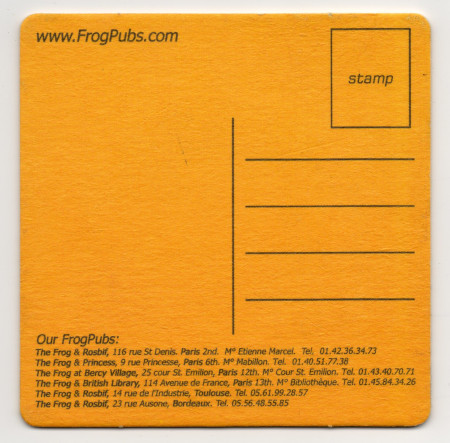 www.FrogPubs.com
stamp
Our FrogPubs:
The Frog & Rosbif, 116 rue St Denis. Paris 2nd. M° Etienne Marcel. Tel, 01.42.36.34.73
The Frog & Princess, 9 rue Princesse, Paris 6th. M° Mabillon. Tel. 01.40.51.77.38
The Frog at Bercy Village, 25 cour St. Emilion, Paris 12th. M° Cour St. Emilion. Tel. 01.43.40.70.71
The Frog & British Library, 114 Avenue de France, Paris 13th. M° Bibliothéque. Tel. 01.45.84.34.26
The Frog & Rosbif, 14 rue de l'Industrie, Toulouse. Tel. 05.61.99.28.57
The Frog & Rosbif, 23 rue Ausone, Bordeaux. Tel. 05.56.48.55.85